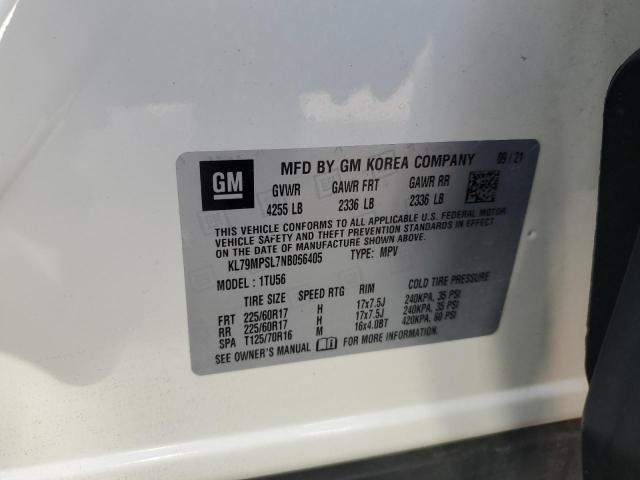 GM
MFD BY GM KOREA COMPANY 09 / 21
GVWR GAWR FRT GAWR RR
4255 LB 2336 LB 2336 LB
THIS VEHICLE CONFORMS TO ALL APPLICABLE U.S. FEDERAL MOTOR
VEHICLE SAFETY AND THEFT PREVENTION STANDARDS IN EFFECT
ON THE DATE OF MANUFACTURE SHOWN ABOVE.
KL79MPSL7NB056405 TYPE: MPV
MODEL : 1TU56
TIRE SIZE SPEED RTG RIM COLD TIRE PRESSURE
FRT 225/60R17 H 17x7.5J 240KPA, 35 PSI
RR 225/60R17 H 17x7.5J 240KPA, 35 PSI
SPA T125/70R16 M 16x4.0BT 420KPA, 60 PSI
SEE OWNER'S MANUAL FOR MORE INFORMATION